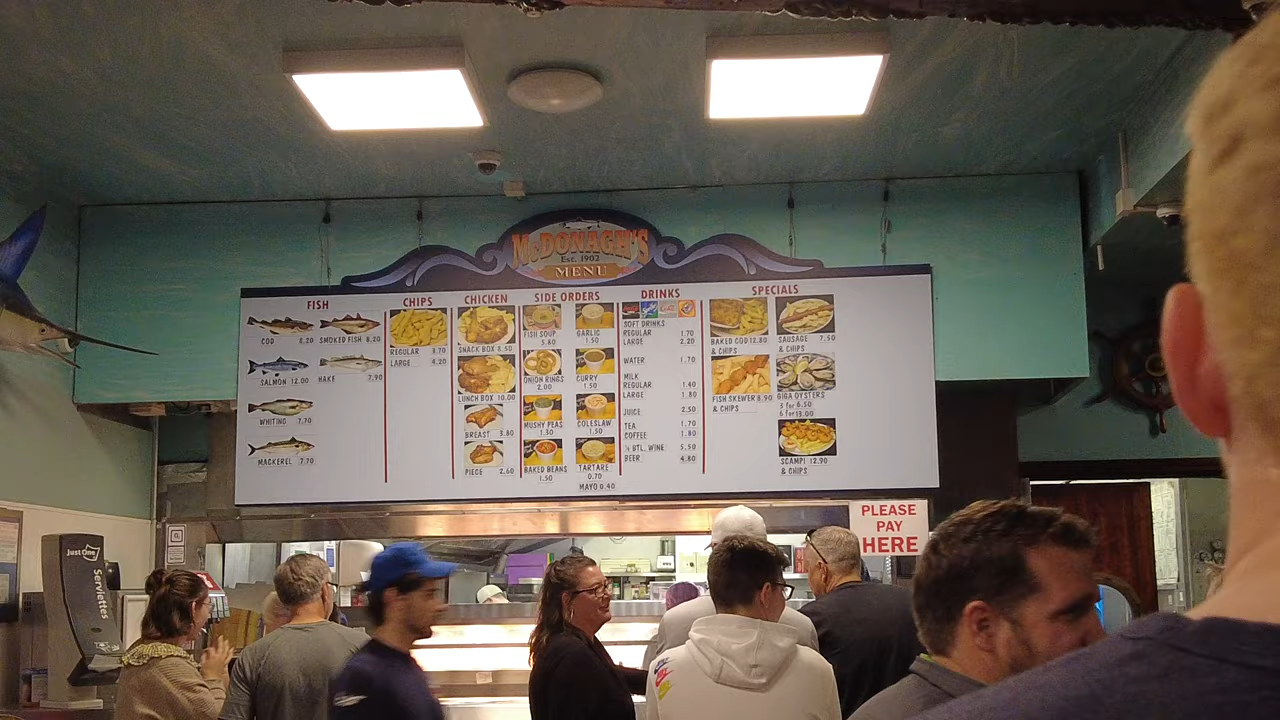 McDONAGH'S
Est. 1902
MENU
FISH
COD 8.20
SMOKED FISH 8.20
SALMON 12.00
HAKE 7.90
WHITING 7.70
MACKEREL 7.70
CHIPS
REGULAR 3.70
LARGE 4.20
CHICKEN
SNACK BOX 8.50
LUNCH BOX 10.00
BREAST 3.80
PIECE 2.60
SIDE ORDERS
FISH SOUP
5.80
GARLIC
1.50
ONION RINGS
2.00
CURRY
1.50
MUSHY PEAS
1.30
COLESLAW
1.50
BAKED BEANS
1.50
TARTARE
0.70
MAYO 0.40
DRINKS
SOFT DRINKS
REGULAR 1.70
LARGE 2.20
WATER 1.70
MILK
REGULAR 1.40
LARGE 1.80
JUICE 2.50
TEA 1.70
COFFEE 1.80
¼ BTL. WINE 5.50
BEER 4.80
SPECIALS
BAKED COD 12.80
& CHIPS
SAUSAGE 7.50
& CHIPS
FISH SKEWER 8.90
& CHIPS
GIGA OYSTERS
3 for 6.50
6 for 13.00
SCAMPI 12.90
& CHIPS
PLEASE
PAY
HERE
JustOne
Serviettes